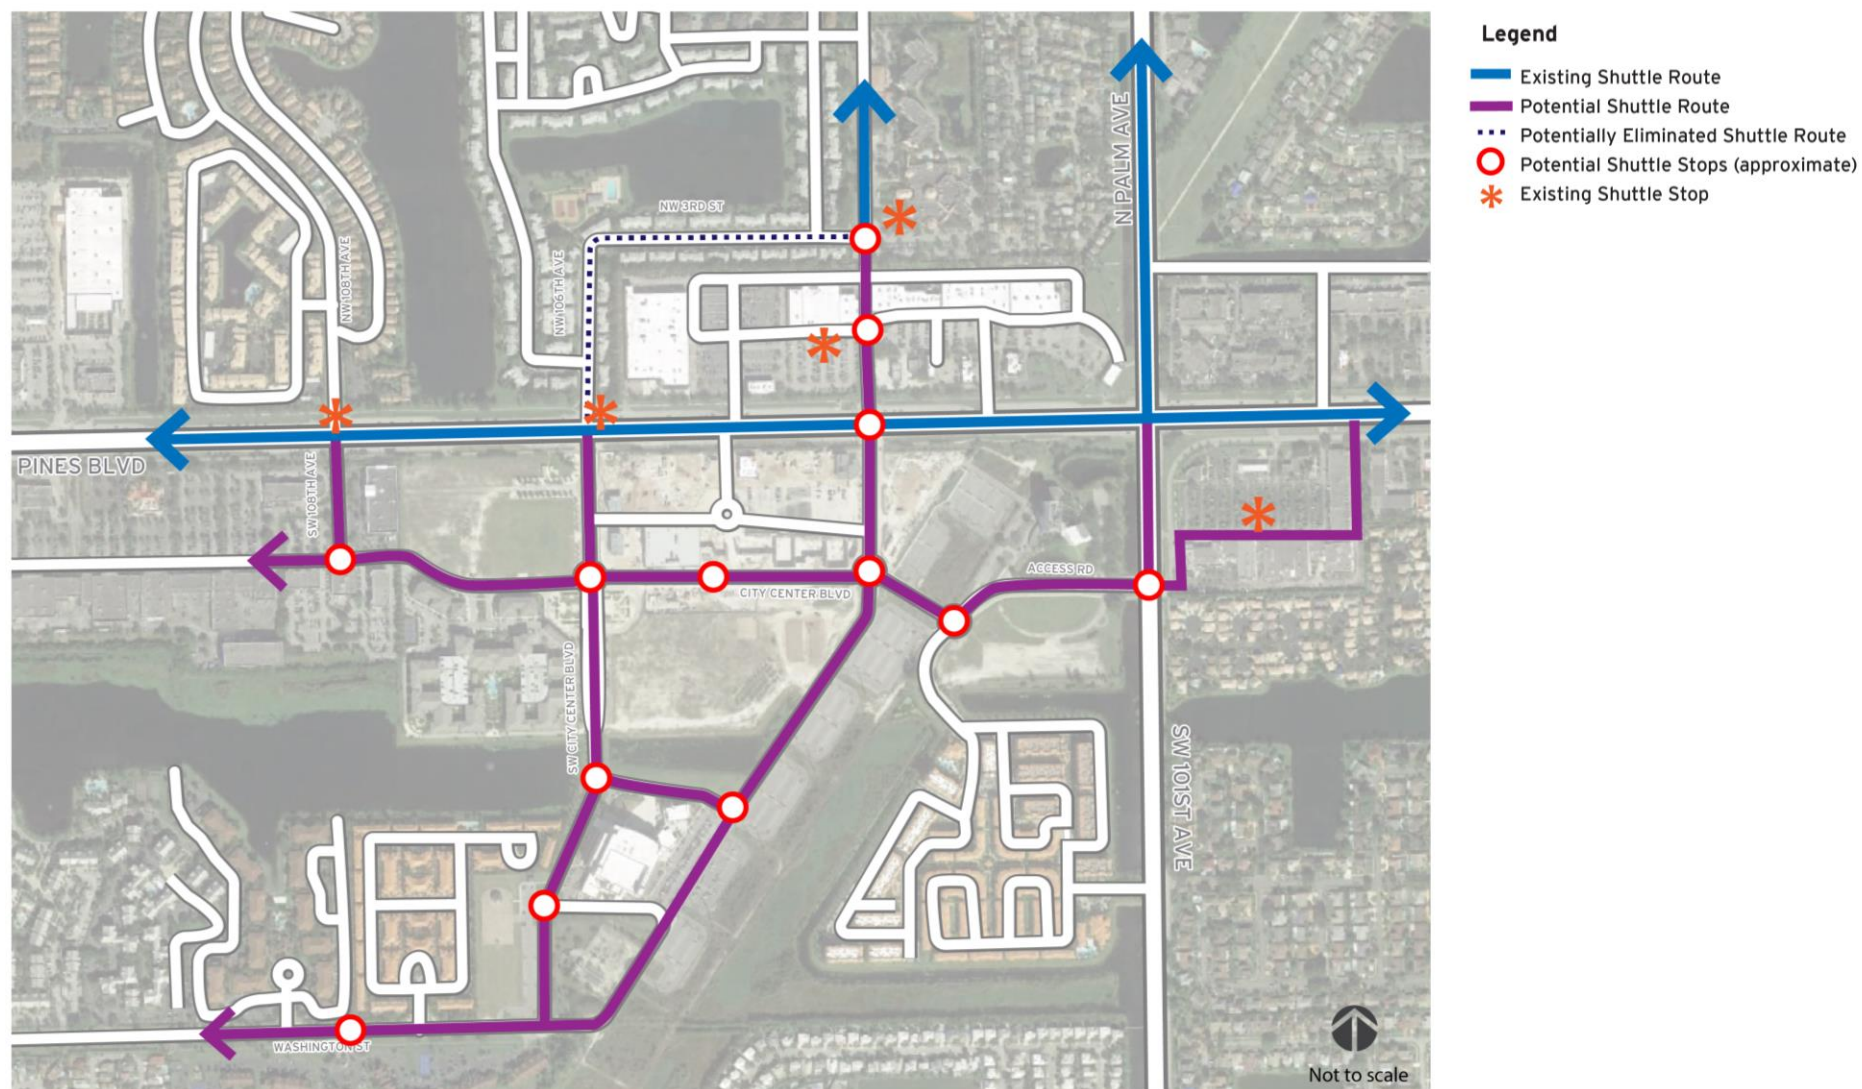 Legend
Existing Shuttle Route
Potential Shuttle Route
Potentially Eliminated Shuttle Route
Potential Shuttle Stops (approximate)
Existing Shuttle Stop
N PALM AVE
NW 3RD ST
NW 108TH AVE
NW 106TH AVE
PINES BLVD
SW 108TH AVE
ACCESS RD
CITY CENTER BLVD
SW CITY CENTER BLVD
SW 101ST AVE
WASHINGTON ST
Not to scale